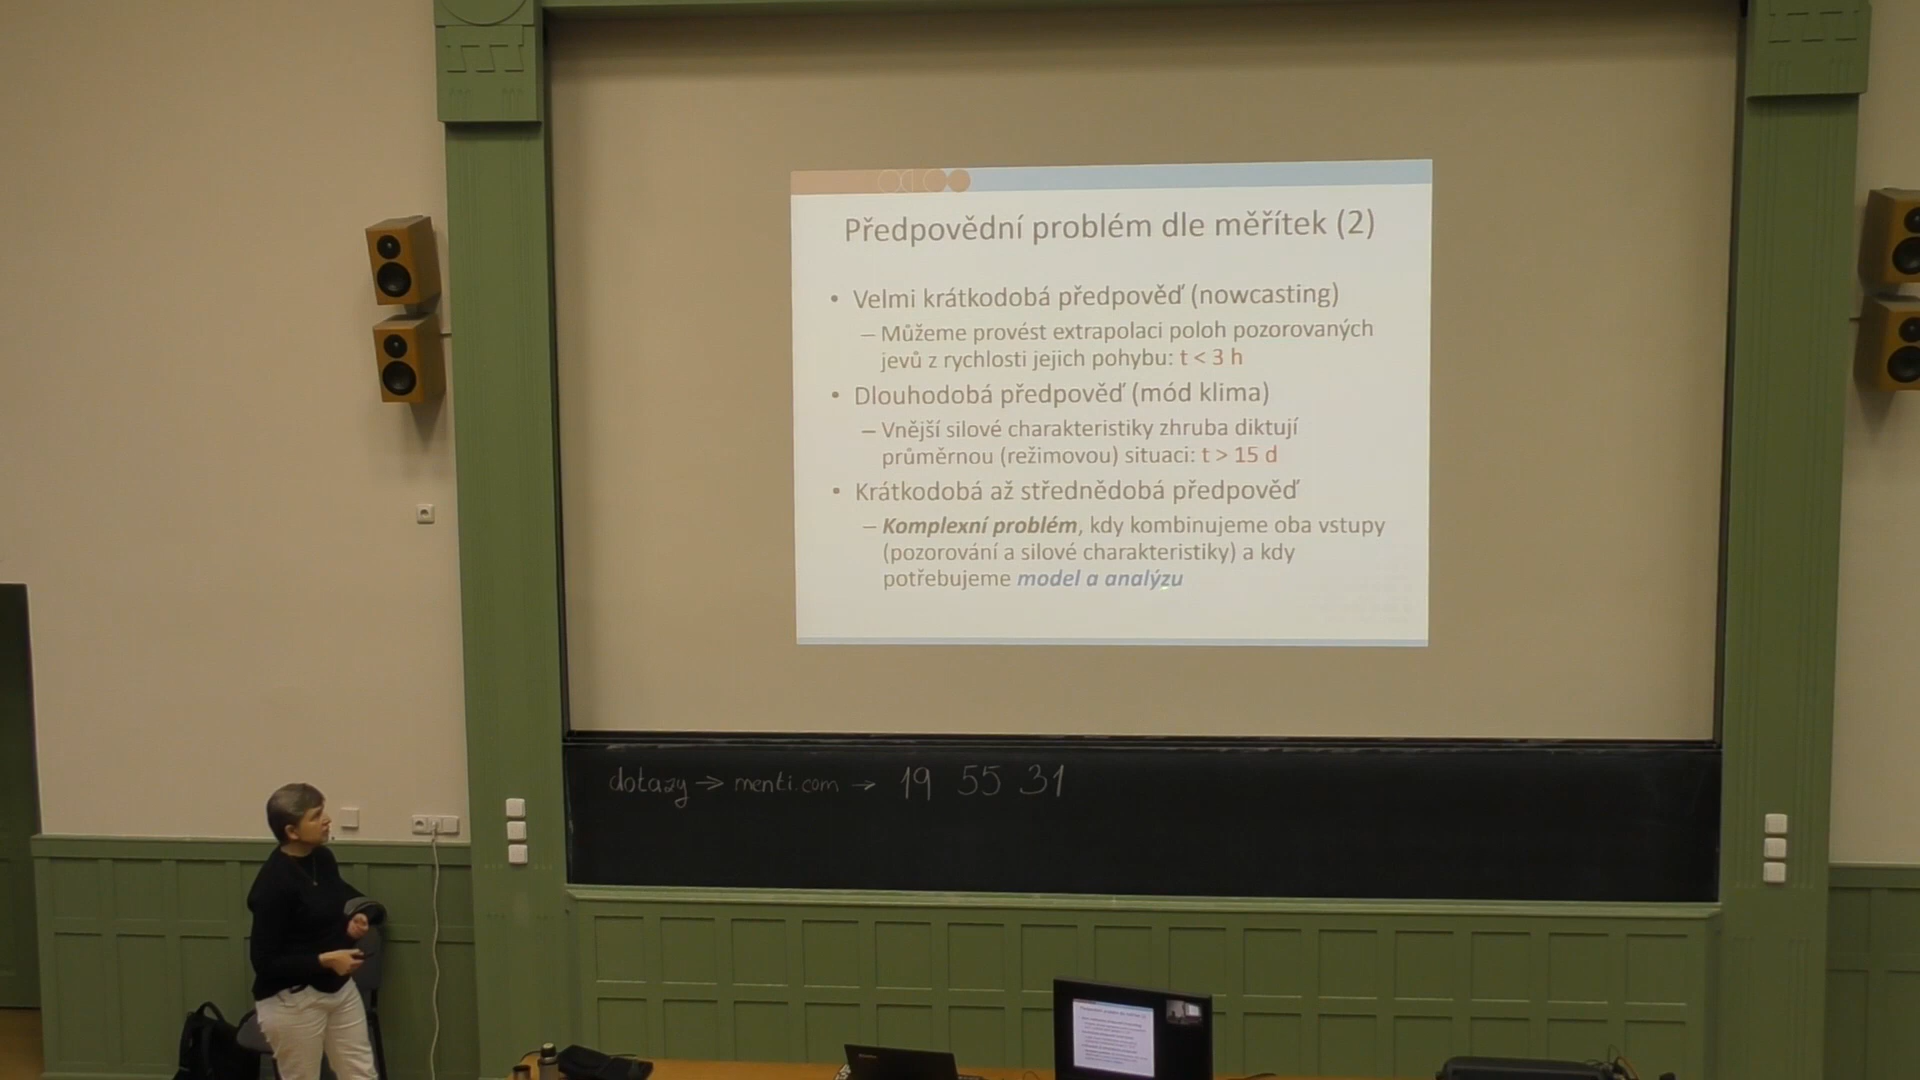 Předpovědní problém dle měřítek (2)
• Velmi krátkodobá předpověď (nowcasting)
– Můžeme provést extrapolaci poloh pozorovaných
jevů z rychlosti jejich pohybu: t < 3 h
• Dlouhodobá předpověď (mód klima)
– Vnější silové charakteristiky zhruba diktují
průměrnou (režimovou) situaci: t > 15 d
• Krátkodobá až střednědobá předpověď
– Komplexní problém, kdy kombinujeme oba vstupy
(pozorování a silové charakteristiky) a kdy
potřebujeme model a analýzu
dotazy → menti.com → 19 55 31